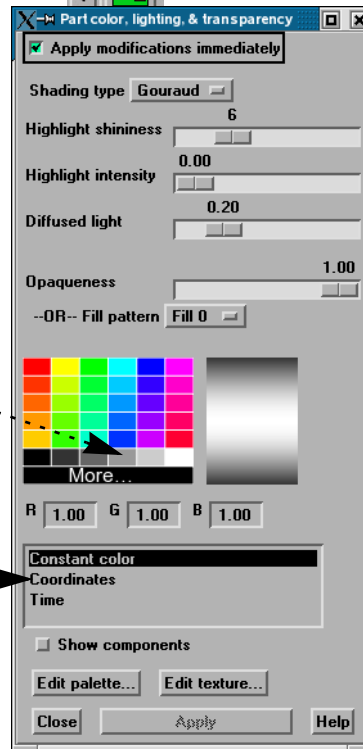 Part color, lighting, & transparency
Apply modifications immediately
Shading type Gouraud
6
Highlight shininess
0.00
Highlight intensity
0.20
Diffused light
1.00
Opaqueness
--OR-- Fill pattern Fill 0
More...
R 1.00 G 1.00 B 1.00
Constant color
Coordinates
Time
Show components
Edit palette... Edit texture...
Close Apply Help